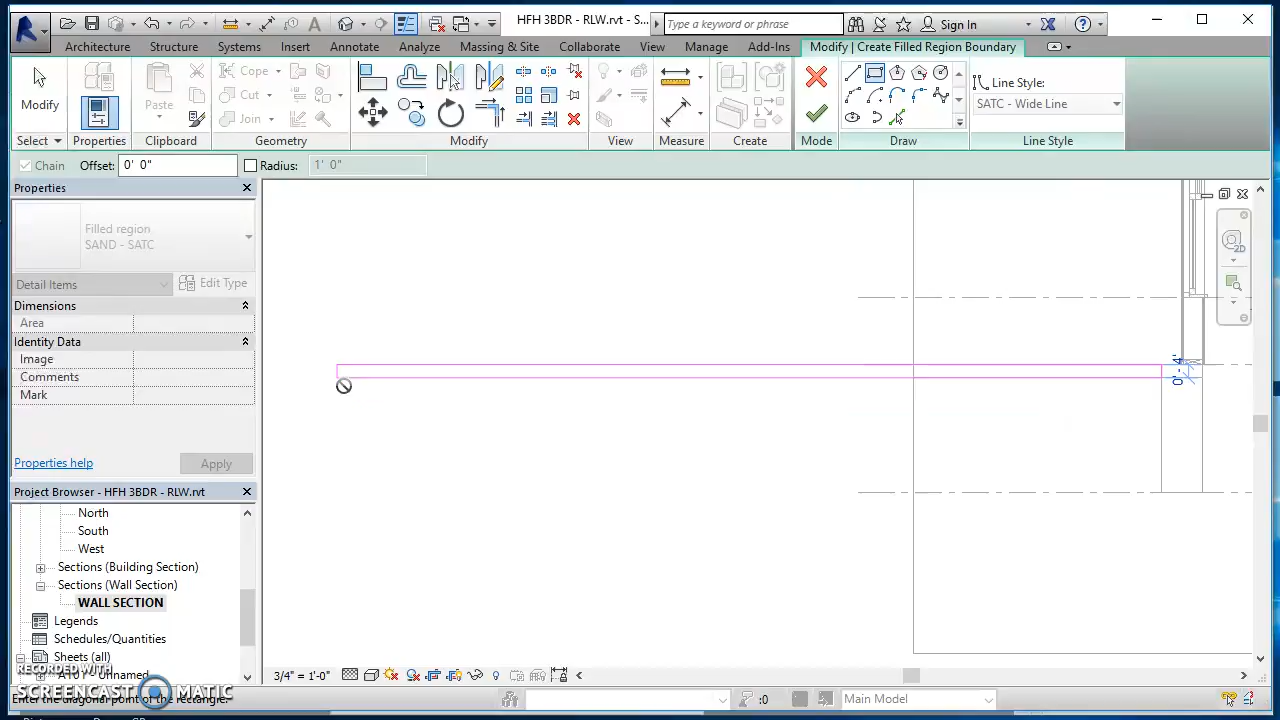 HFH 3BDR - RLW.rvt - S...
Type a keyword or phrase
Sign In
Architecture
Structure
Systems
Insert
Annotate
Analyze
Massing & Site
Collaborate
View
Manage
Add-Ins
Modify | Create Filled Region Boundary
Modify
Paste
Cope
Cut
Join
Line Style:
SATC - Wide Line
Select
Properties
Clipboard
Geometry
Modify
View
Measure
Create
Mode
Draw
Line Style
Chain
Offset:
0' 0"
Radius:
1' 0"
Properties
Filled region
SAND - SATC
Detail Items
Edit Type
Dimensions
Area
Identity Data
Image
Comments
Mark
Properties help
Apply
0' - 4"
2D
Project Browser - HFH 3BDR - RLW.rvt
North
South
West
Sections (Building Section)
Sections (Wall Section)
WALL SECTION
Legends
Schedules/Quantities
Sheets (all)
A101 - Unnamed
3/4" = 1'-0"
RECORDED WITH
SCREENCAST MATIC
Enter the diagonal point of the rectangle.
:0
Main Model